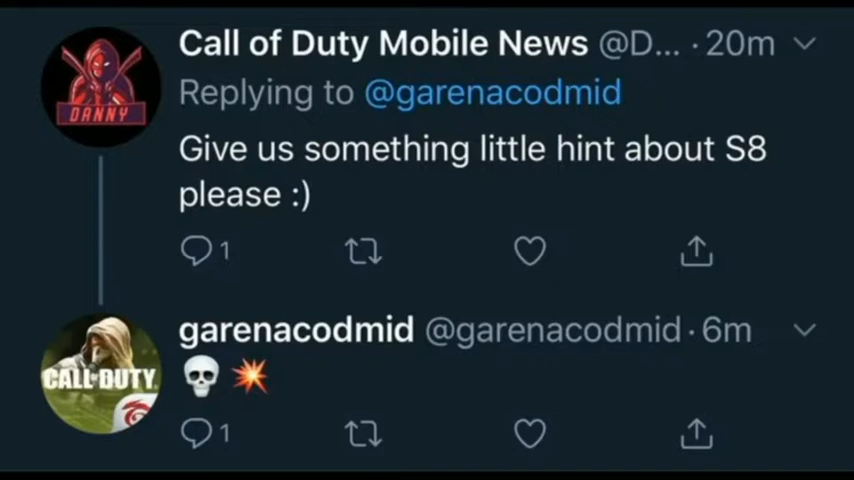 Call of Duty Mobile News @D... · 20m
Replying to @garenacodmid
Give us something little hint about S8
please :)
1
garenacodmid @garenacodmid · 6m
💀💥
1
DANNY
CALL OF DUTY